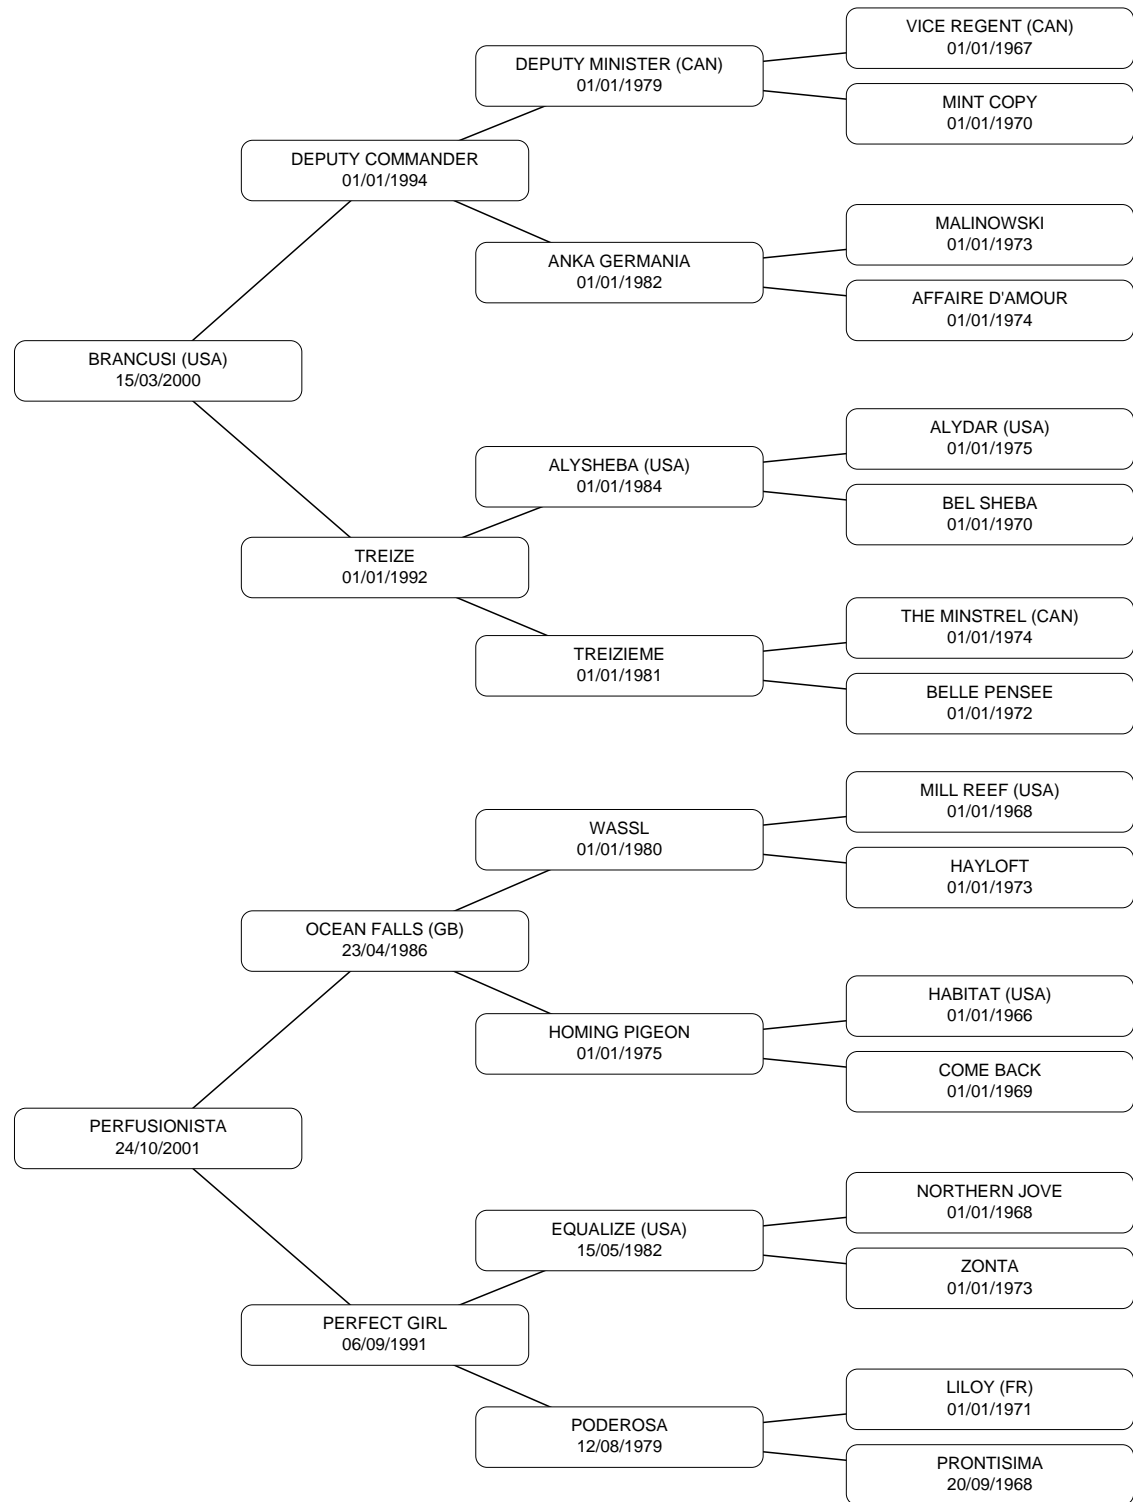 VICE REGENT (CAN)
01/01/1967
DEPUTY MINISTER (CAN)
01/01/1979
MINT COPY
01/01/1970
DEPUTY COMMANDER
01/01/1994
MALINOWSKI
01/01/1973
ANKA GERMANIA
01/01/1982
AFFAIRE D'AMOUR
01/01/1974
BRANCUSI (USA)
15/03/2000
ALYDAR (USA)
01/01/1975
ALYSHEBA (USA)
01/01/1984
BEL SHEBA
01/01/1970
TREIZE
01/01/1992
THE MINSTREL (CAN)
01/01/1974
TREIZIEME
01/01/1981
BELLE PENSEE
01/01/1972
MILL REEF (USA)
01/01/1968
WASSL
01/01/1980
HAYLOFT
01/01/1973
OCEAN FALLS (GB)
23/04/1986
HABITAT (USA)
01/01/1966
HOMING PIGEON
01/01/1975
COME BACK
01/01/1969
PERFUSIONISTA
24/10/2001
NORTHERN JOVE
01/01/1968
EQUALIZE (USA)
15/05/1982
ZONTA
01/01/1973
PERFECT GIRL
06/09/1991
LILOY (FR)
01/01/1971
PODEROSA
12/08/1979
PRONTISIMA
20/09/1968